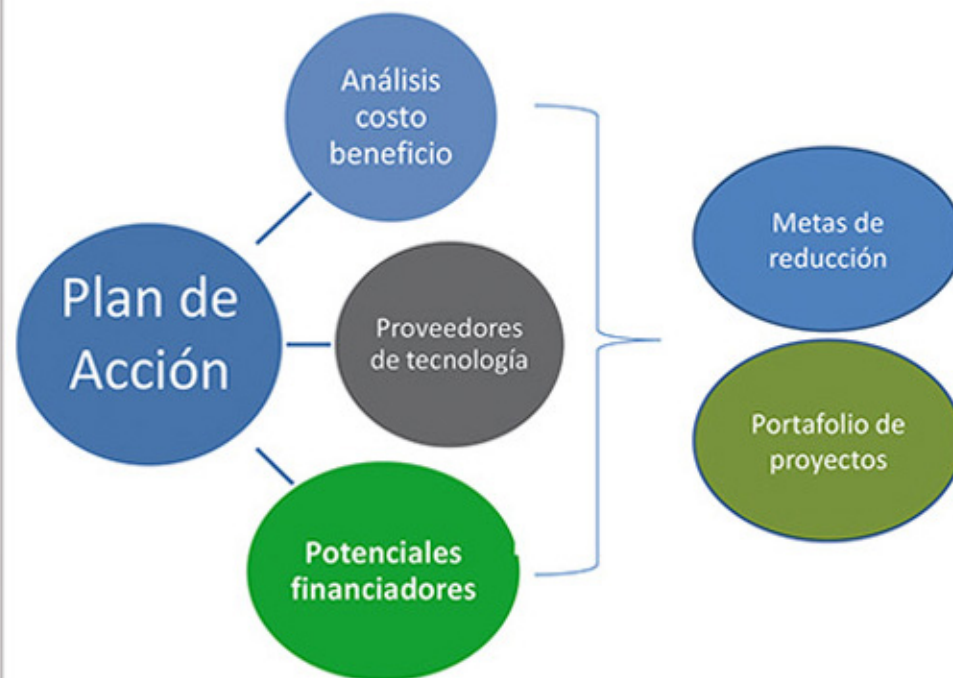 Análisis
costo
beneficio
Plan de
Acción
Proveedores
de tecnología
Potenciales
financiadores
Metas de
reducción
Portafolio de
proyectos